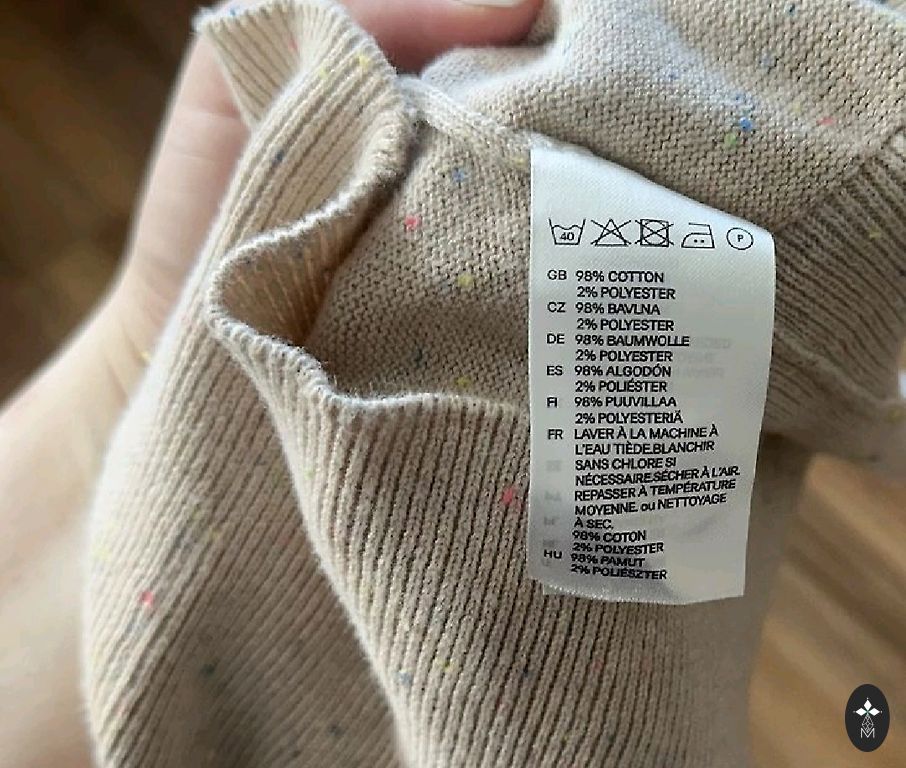 40 P
GB 98% COTTON
2% POLYESTER
CZ 98% BAVLNA
2% POLYESTER
DE 98% BAUMWOLLE
2% POLYESTER
ES 98% ALGODÓN
2% POLIÉSTER
FI 98% PUUVILLAA
2% POLYESTERIÄ
FR LAVER À LA MACHINE À
L'EAU TIÈDE.BLANCHIR
SANS CHLORE SI
NÉCESSAIRE.SÉCHER À L'AIR.
REPASSER À TEMPÉRATURE
MOYENNE. ou NETTOYAGE
À SEC.
98% COTON
2% POLYESTER
HU 98% PAMUT
2% POLIÉSZTER
M